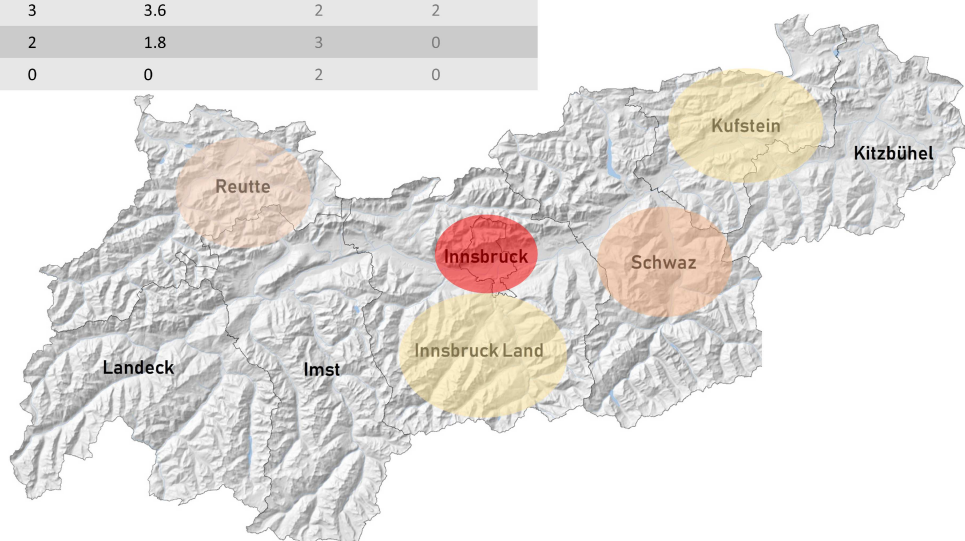 3 3.6 2 2
2 1.8 3 0
0 0 2 0
Kufstein
Kitzbühel
Reutte
Innsbruck
Schwaz
Innsbruck Land
Landeck
Imst